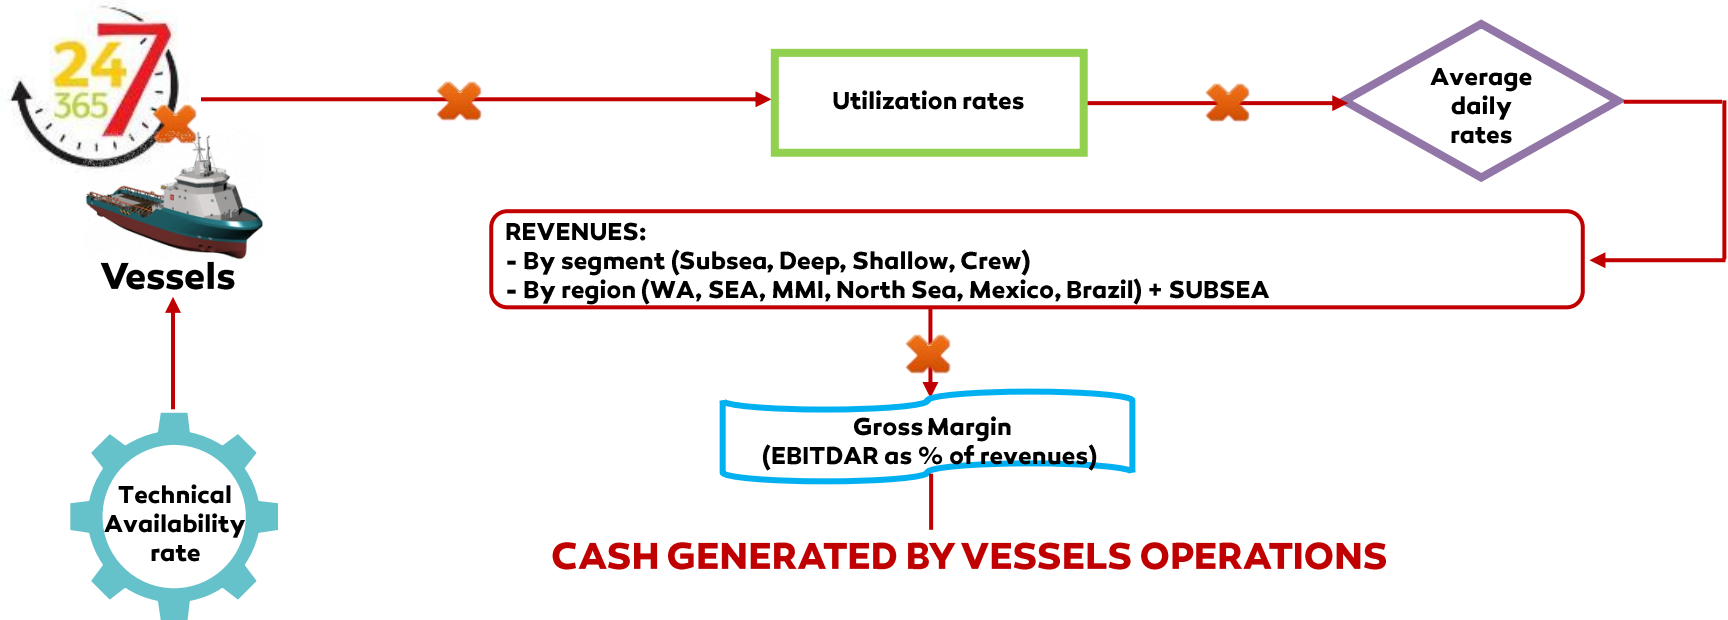 24
7
365
Utilization rates
Average
daily
rates
REVENUES:
- By segment (Subsea, Deep, Shallow, Crew)
- By region (WA, SEA, MMI, North Sea, Mexico, Brazil) + SUBSEA
Vessels
Gross Margin
(EBITDAR as % of revenues)
Technical
Availability
rate
CASH GENERATED BY VESSELS OPERATIONS